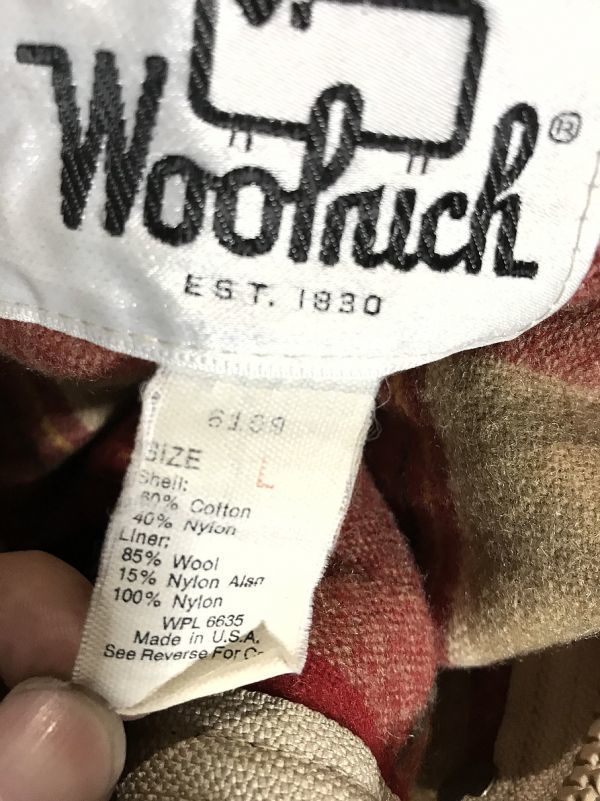 Woolrich®
EST. 1830
6109
SIZE L
Shell:
60% Cotton
40% Nylon
Liner:
85% Wool
15% Nylon Also
100% Nylon
WPL 6635
Made in U.S.A.
See Reverse For